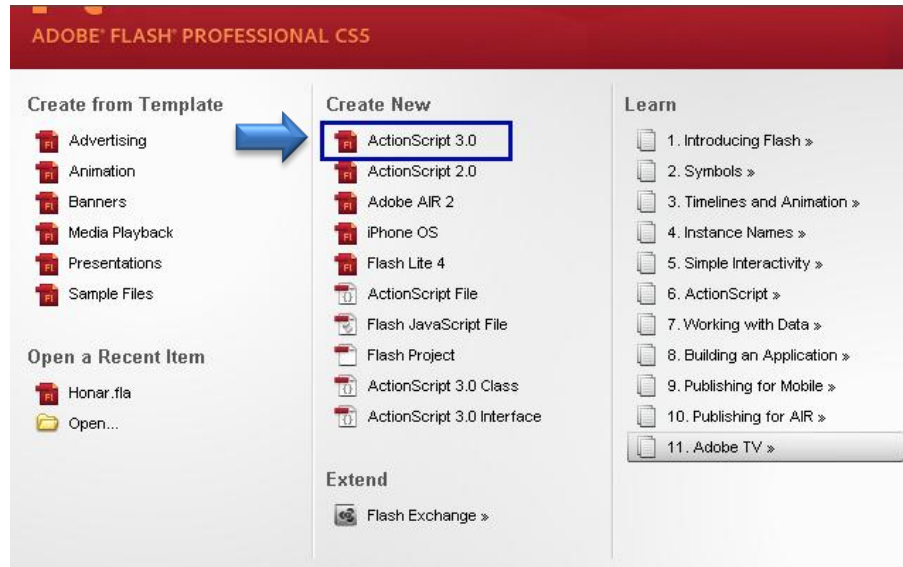 ADOBE® FLASH® PROFESSIONAL CS5
Create from Template
Advertising
Animation
Banners
Media Playback
Presentations
Sample Files
Open a Recent Item
Honar.fla
Open...
Create New
ActionScript 3.0
ActionScript 2.0
Adobe AIR 2
iPhone OS
Flash Lite 4
ActionScript File
Flash JavaScript File
Flash Project
ActionScript 3.0 Class
ActionScript 3.0 Interface
Extend
Flash Exchange »
Learn
1. Introducing Flash »
2. Symbols »
3. Timelines and Animation »
4. Instance Names »
5. Simple Interactivity »
6. ActionScript »
7. Working with Data »
8. Building an Application »
9. Publishing for Mobile »
10. Publishing for AIR »
11. Adobe TV »